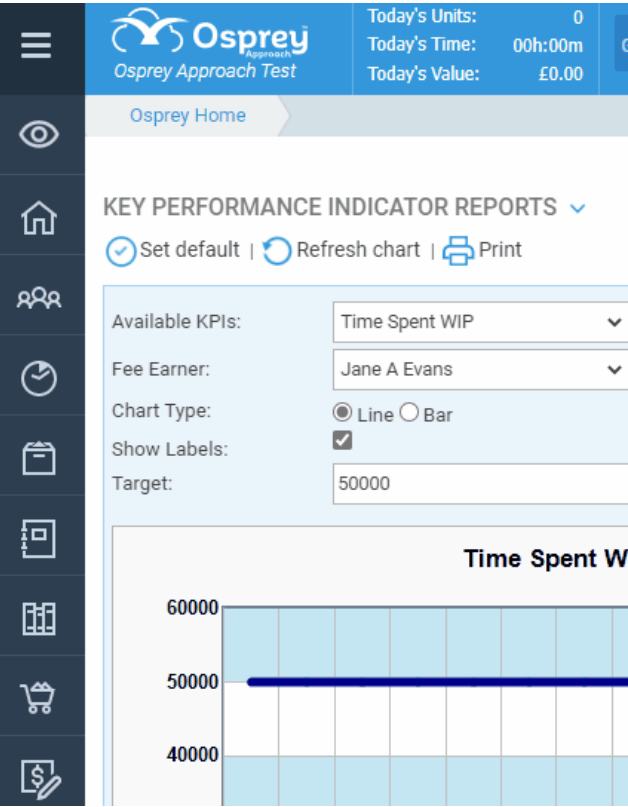 Osprey
Approach
Osprey Approach Test
Today's Units: 0
Today's Time: 00h:00m
Today's Value: £0.00
Osprey Home
KEY PERFORMANCE INDICATOR REPORTS
Set default | Refresh chart | Print
Available KPIs: Time Spent WIP
Fee Earner: Jane A Evans
Chart Type: Line Bar
Show Labels:
Target: 50000
Time Spent W
60000
50000
40000